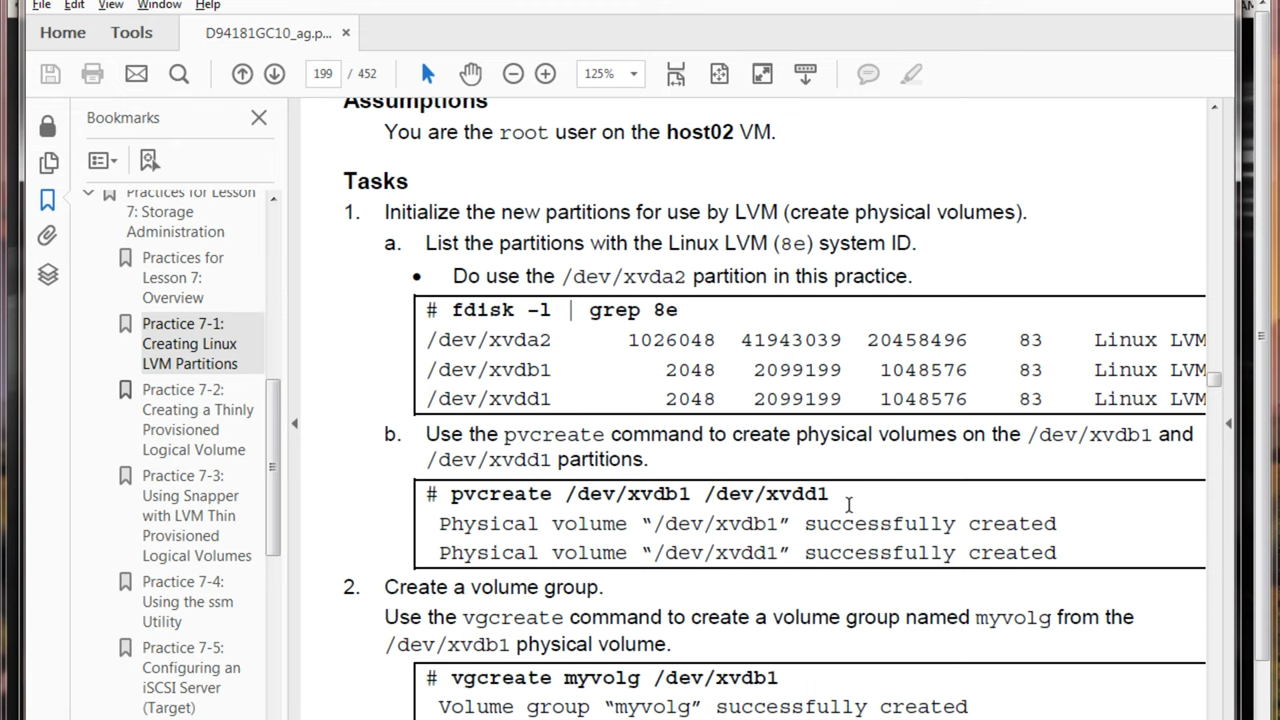 File Edit View Window Help
Home Tools D94181GC10_ag.p... ×
199 / 452 125%
Bookmarks
Practices for Lesson
7: Storage
Administration
Practices for
Lesson 7:
Overview
Practice 7-1:
Creating Linux
LVM Partitions
Practice 7-2:
Creating a Thinly
Provisioned
Logical Volume
Practice 7-3:
Using Snapper
with LVM Thin
Provisioned
Logical Volumes
Practice 7-4:
Using the ssm
Utility
Practice 7-5:
Configuring an
iSCSI Server
(Target)
Assumptions
You are the root user on the host02 VM.
Tasks
1. Initialize the new partitions for use by LVM (create physical volumes).
a. List the partitions with the Linux LVM (8e) system ID.
• Do use the /dev/xvda2 partition in this practice.
# fdisk -l | grep 8e
/dev/xvda2 1026048 41943039 20458496 83 Linux LVM
/dev/xvdb1 2048 2099199 1048576 83 Linux LVM
/dev/xvdd1 2048 2099199 1048576 83 Linux LVM
b. Use the pvcreate command to create physical volumes on the /dev/xvdb1 and
/dev/xvdd1 partitions.
# pvcreate /dev/xvdb1 /dev/xvdd1
Physical volume “/dev/xvdb1” successfully created
Physical volume “/dev/xvdd1” successfully created
2. Create a volume group.
Use the vgcreate command to create a volume group named myvolg from the
/dev/xvdb1 physical volume.
# vgcreate myvolg /dev/xvdb1
Volume group “myvolg” successfully created